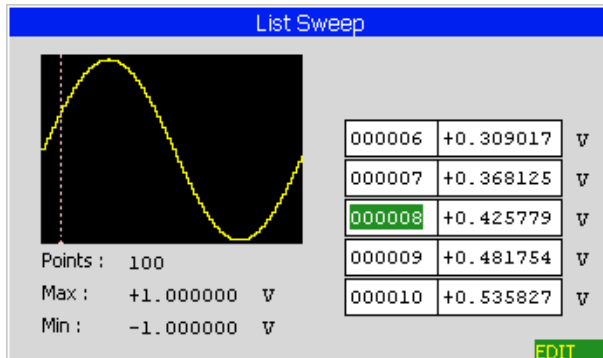 List Sweep
000006 +0.309017 V
000007 +0.368125 V
000008 +0.425779 V
000009 +0.481754 V
000010 +0.535827 V
Points : 100
Max : +1.000000 V
Min : -1.000000 V
EDIT